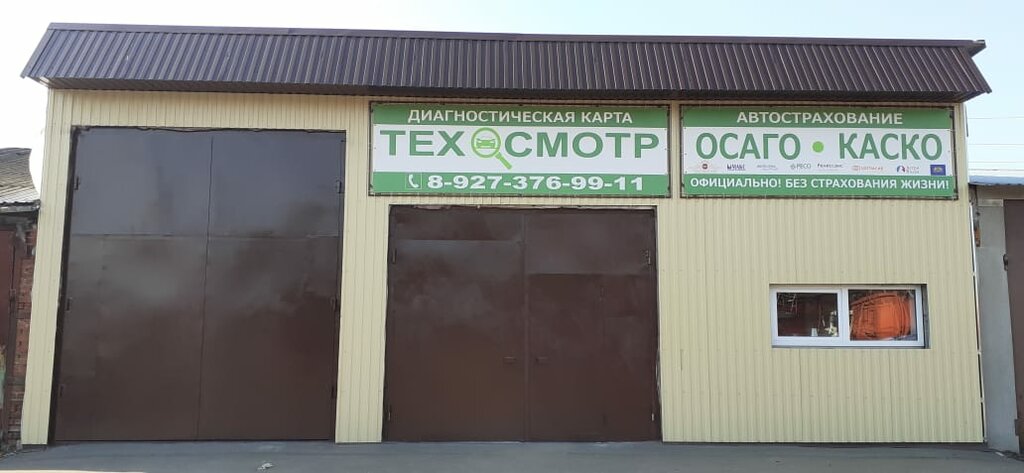 ДИАГНОСТИЧЕСКАЯ КАРТА
ТЕХОСМОТР
8-927-376-99-11
АВТОСТРАХОВАНИЕ
ОСАГО • КАСКО
ОФИЦИАЛЬНО! БЕЗ СТРАХОВАНИЯ ЖИЗНИ!